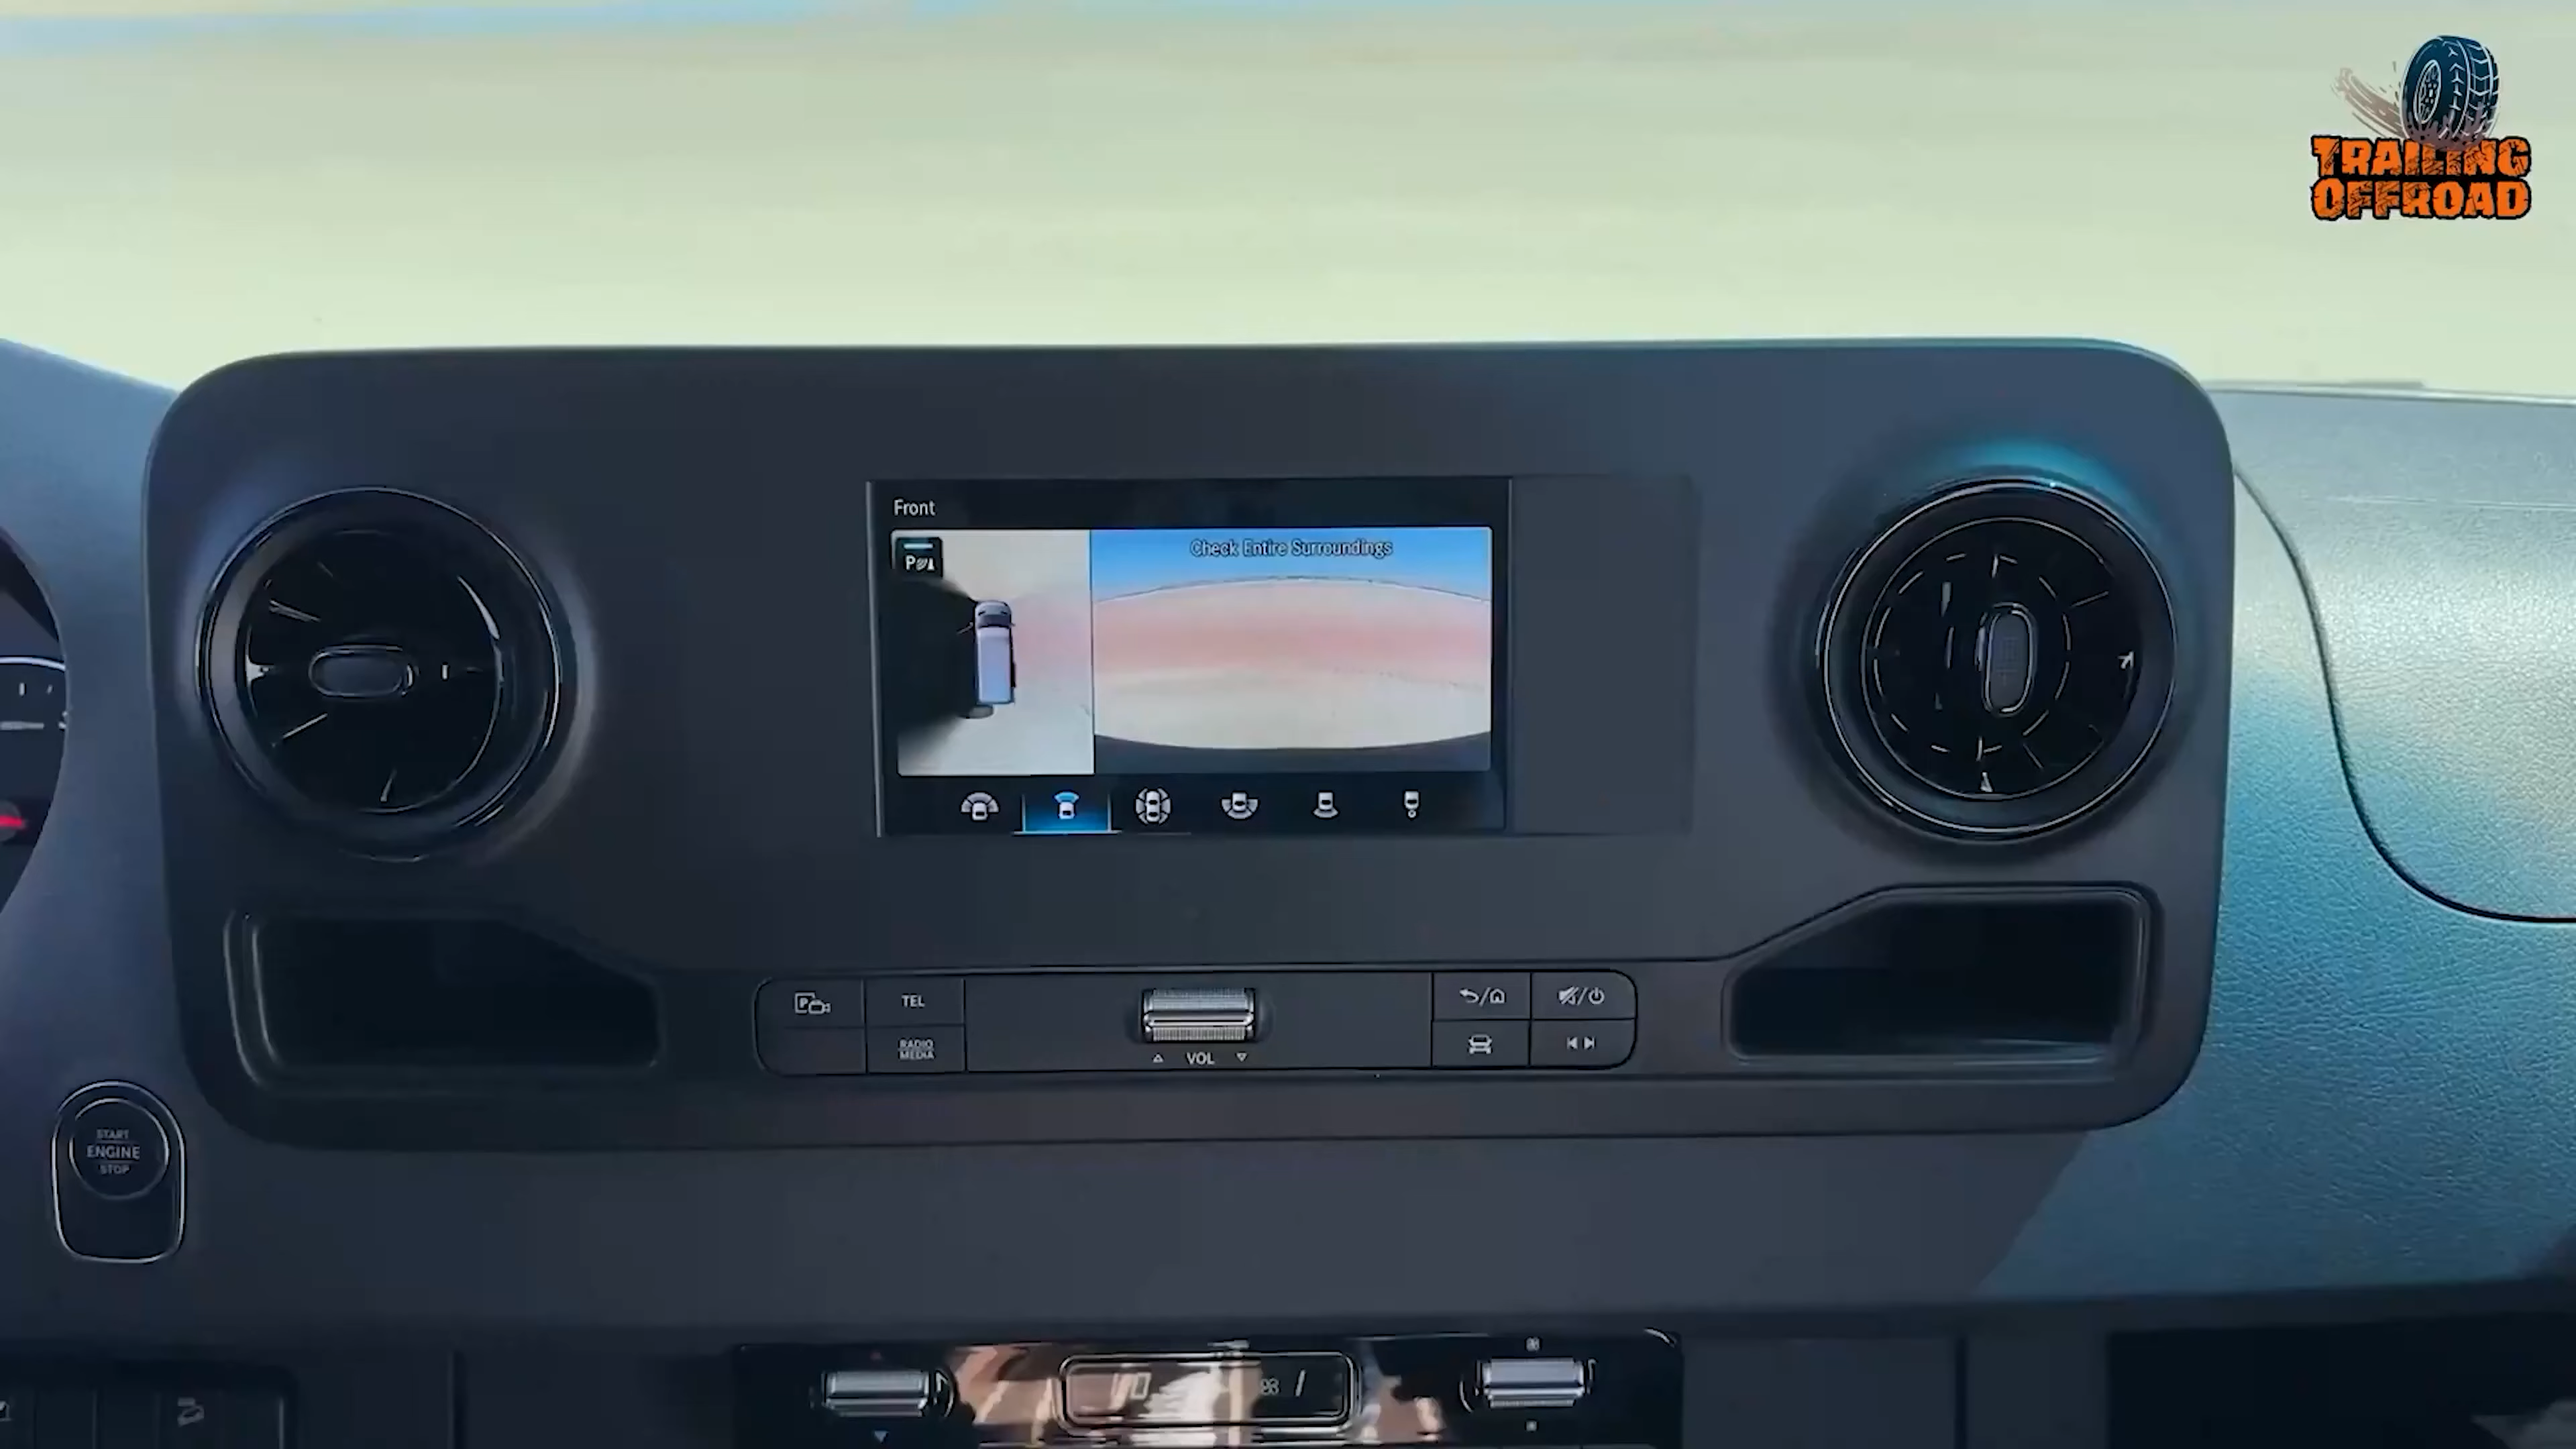 TRAILING
OFFROAD
Front
Check Entire Surroundings
P
P
TEL
RADIO
MEDIA
VOL
START
ENGINE
STOP